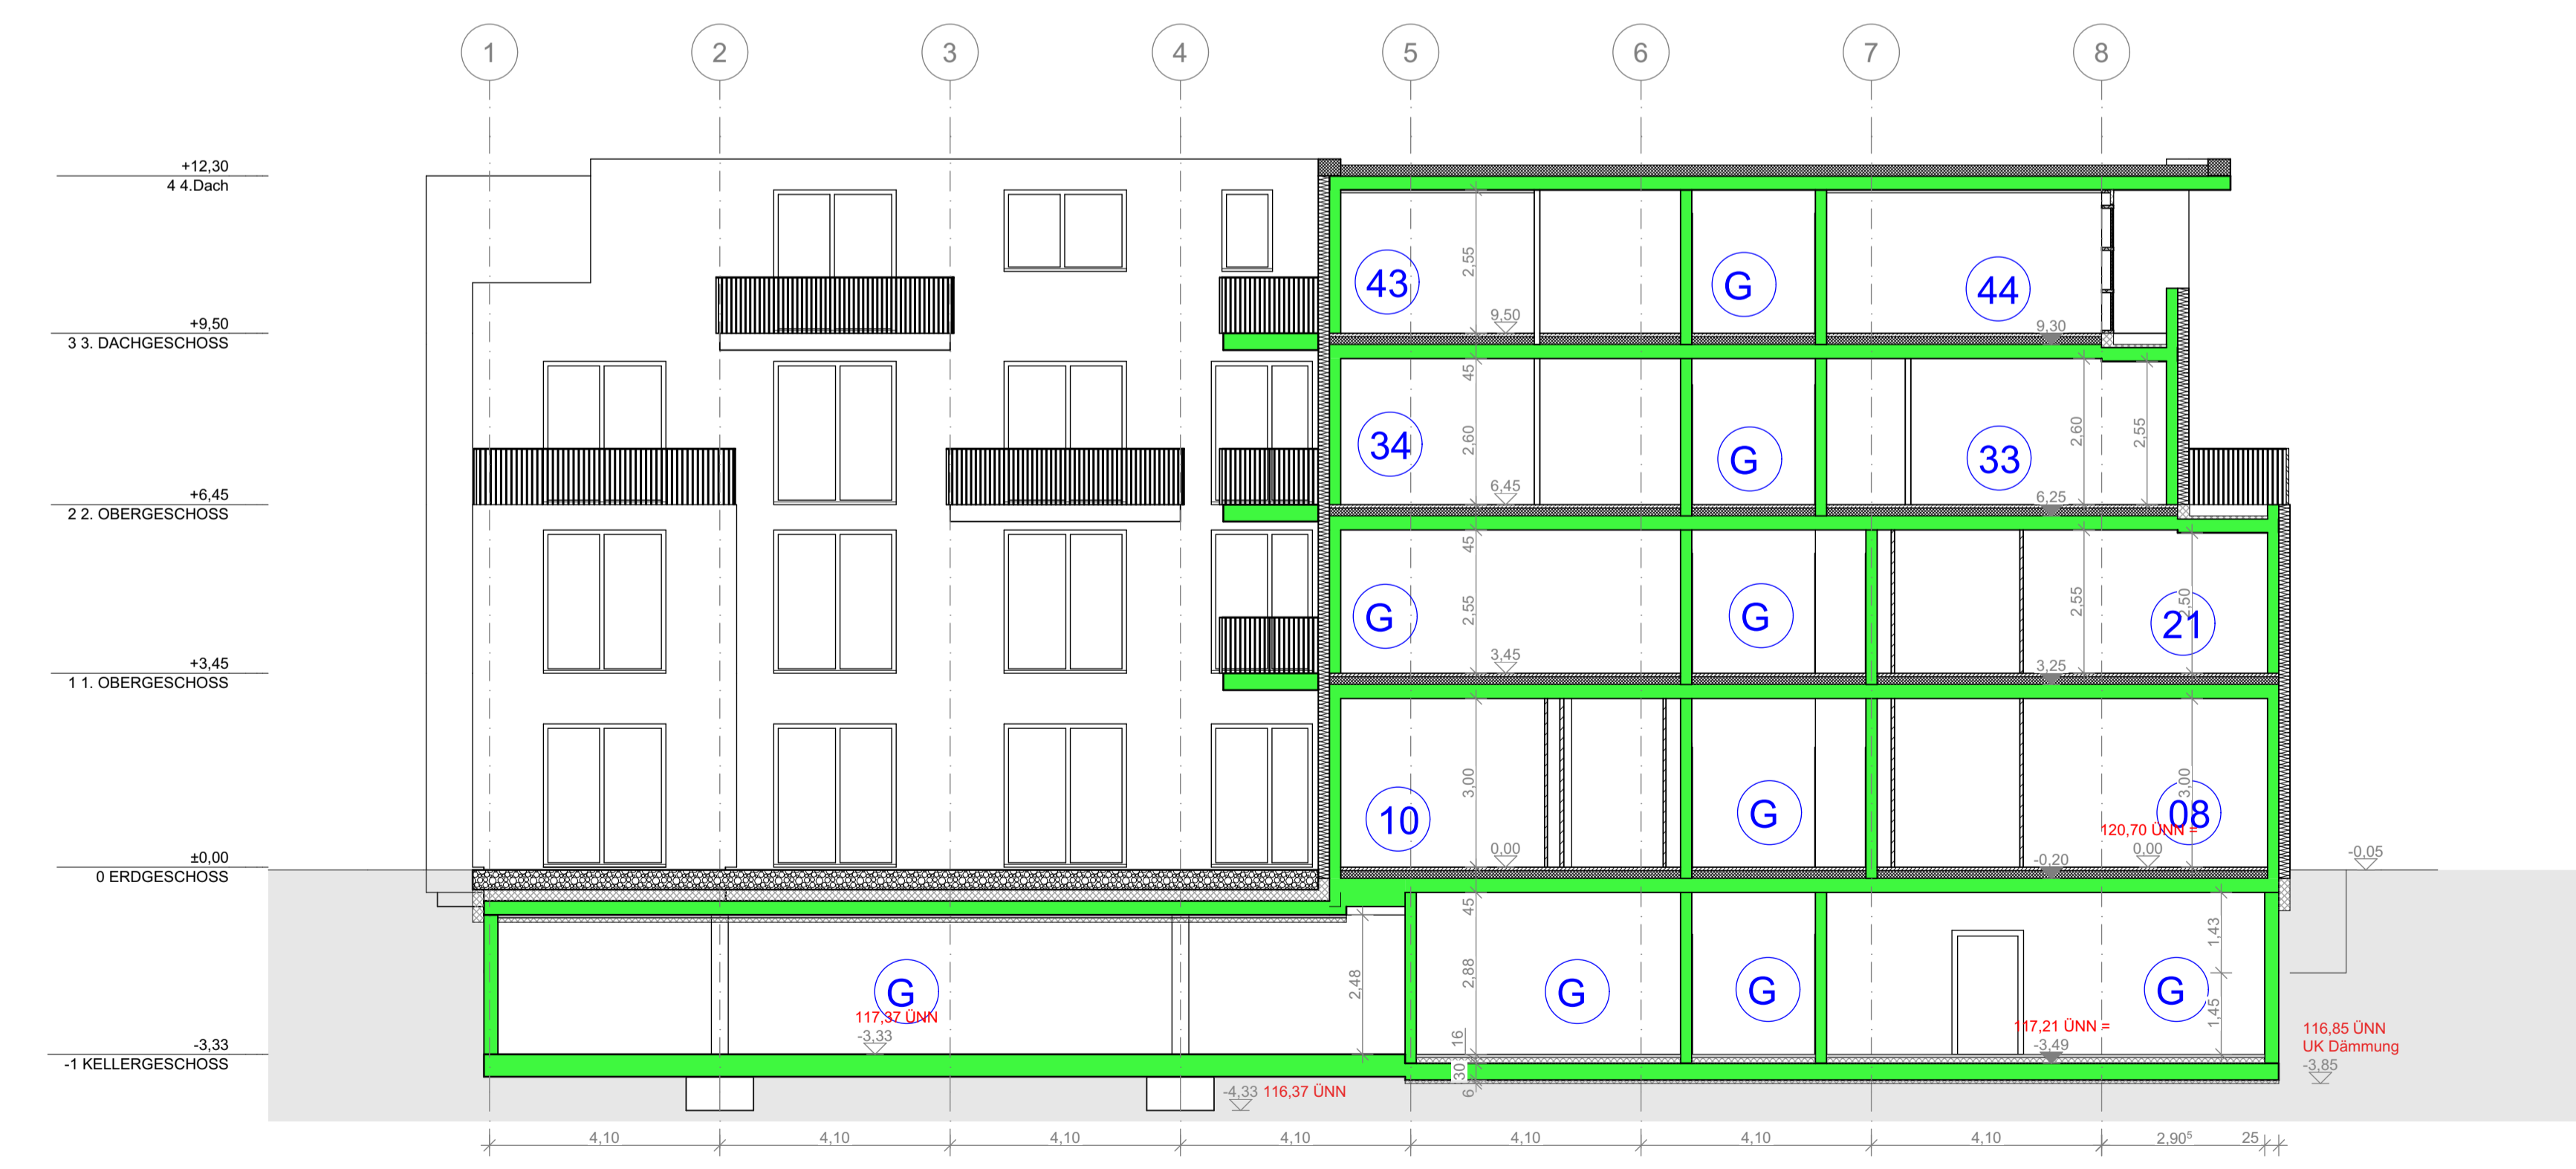 1 2 3 4 5 6 7 8
+12,30
4 4.Dach
2,55
43
G
44
9,50
9,30
+9,50
3 3. DACHGESCHOSS
45
2,60
34
G
33
2,60
2,55
6,45
6,25
+6,45
2 2. OBERGESCHOSS
45
2,55
G
G
2,55
2,50
21
3,45
3,25
+3,45
1 1. OBERGESCHOSS
3,00
10
G
3,00
08
120,70 ÜNN =
0,00
-0,20
0,00
-0,05
±0,00
0 ERDGESCHOSS
45
1,43
2,48
2,88
G
G
G
G
1,45
117,37 ÜNN
-3,33
16
117,21 ÜNN =
-3,49
116,85 ÜNN
UK Dämmung
-3,85
-3,33
-1 KELLERGESCHOSS
30
6
-4,33 116,37 ÜNN
4,10 4,10 4,10 4,10 4,10 4,10 4,10 2,90⁵ 25